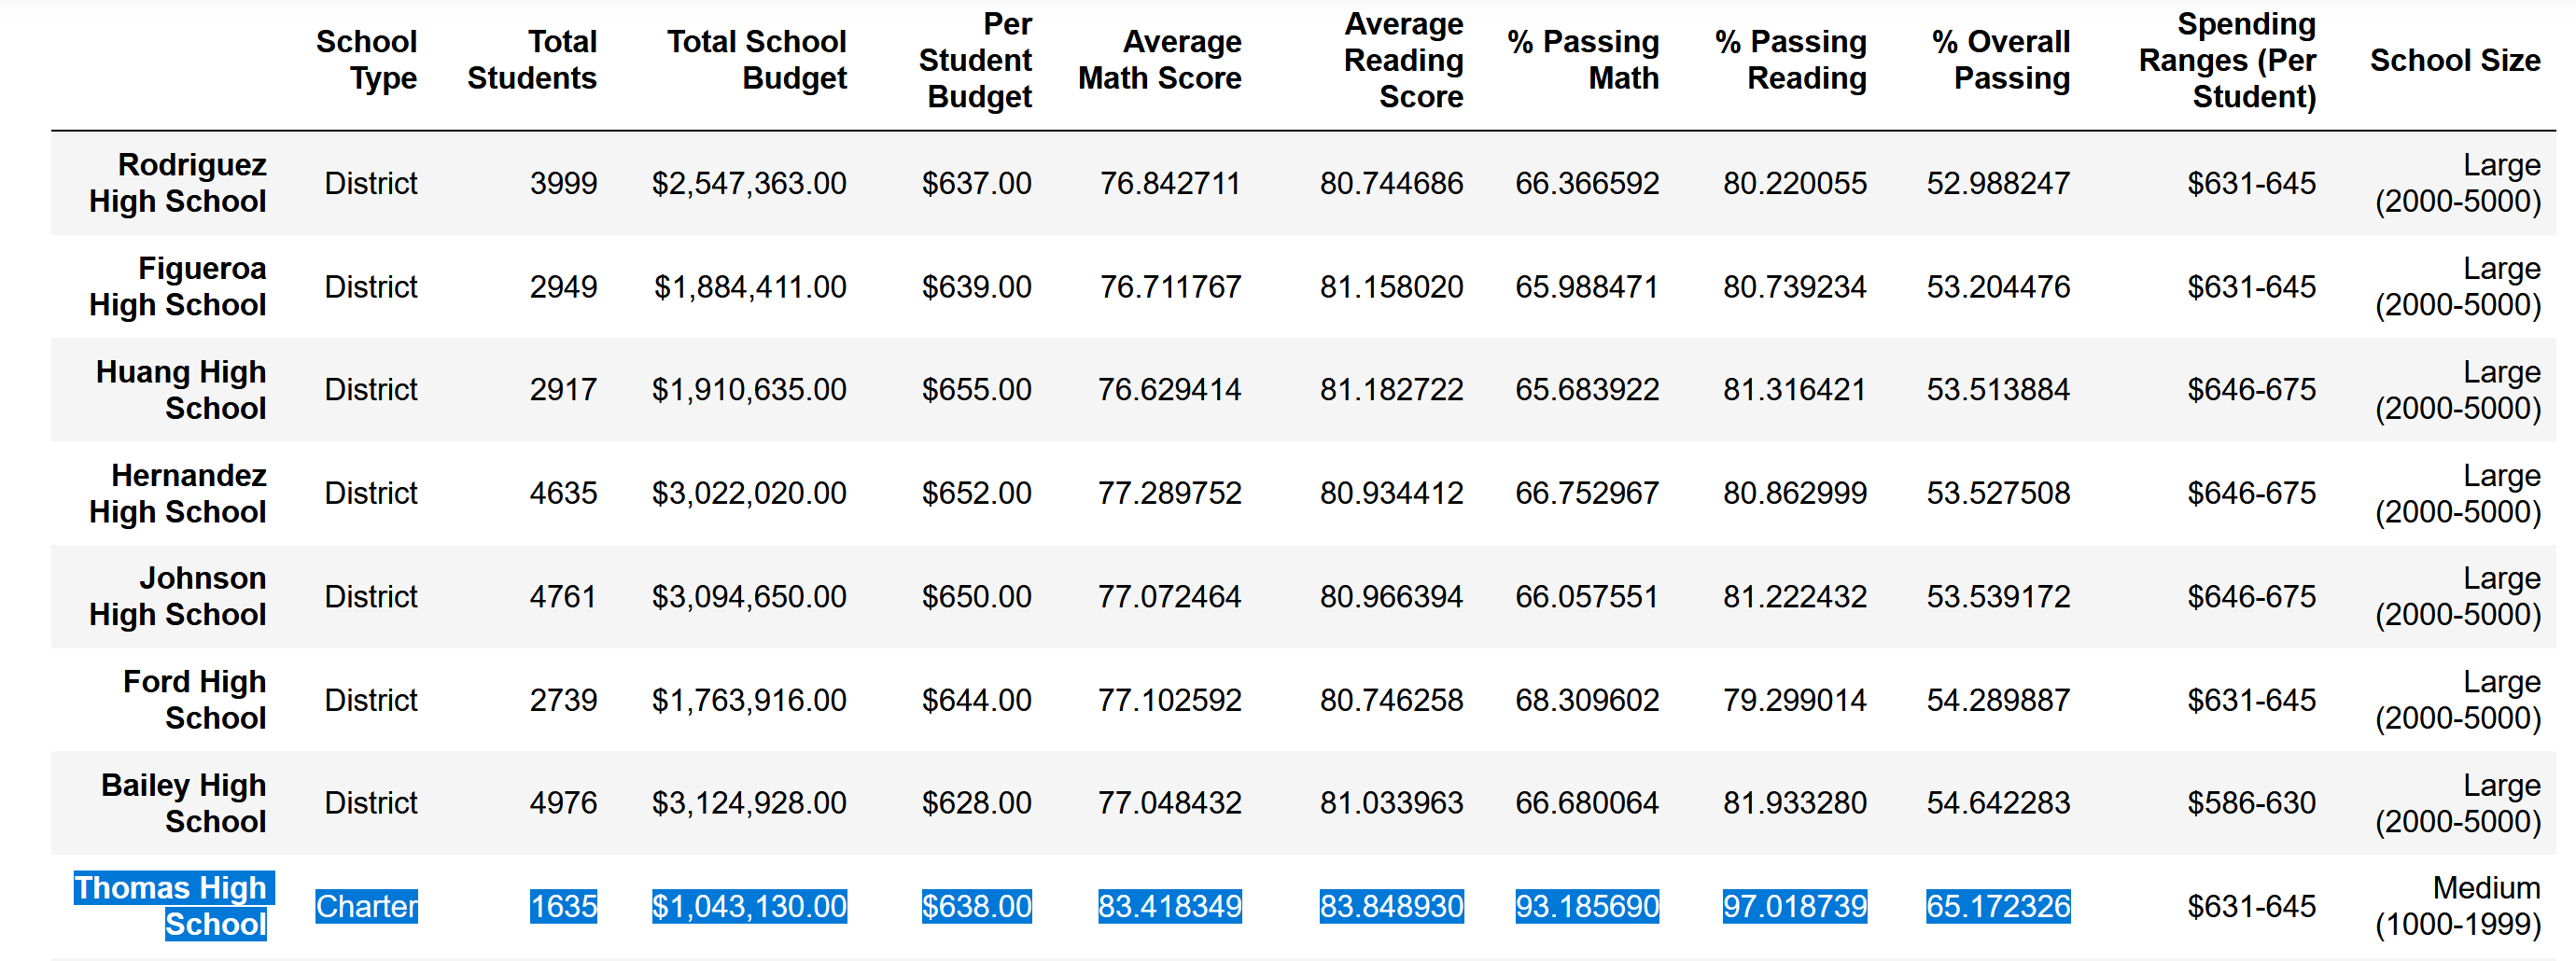 School Type Total Students Total School Budget Per Student Budget Average Math Score Average Reading Score % Passing Math % Passing Reading % Overall Passing Spending Ranges (Per Student) School Size
Rodriguez High School District 3999 $2,547,363.00 $637.00 76.842711 80.744686 66.366592 80.220055 52.988247 $631-645 Large (2000-5000)
Figueroa High School District 2949 $1,884,411.00 $639.00 76.711767 81.158020 65.988471 80.739234 53.204476 $631-645 Large (2000-5000)
Huang High School District 2917 $1,910,635.00 $655.00 76.629414 81.182722 65.683922 81.316421 53.513884 $646-675 Large (2000-5000)
Hernandez High School District 4635 $3,022,020.00 $652.00 77.289752 80.934412 66.752967 80.862999 53.527508 $646-675 Large (2000-5000)
Johnson High School District 4761 $3,094,650.00 $650.00 77.072464 80.966394 66.057551 81.222432 53.539172 $646-675 Large (2000-5000)
Ford High School District 2739 $1,763,916.00 $644.00 77.102592 80.746258 68.309602 79.299014 54.289887 $631-645 Large (2000-5000)
Bailey High School District 4976 $3,124,928.00 $628.00 77.048432 81.033963 66.680064 81.933280 54.642283 $586-630 Large (2000-5000)
Thomas High School Charter 1635 $1,043,130.00 $638.00 83.418349 83.848930 93.185690 97.018739 65.172326 $631-645 Medium (1000-1999)